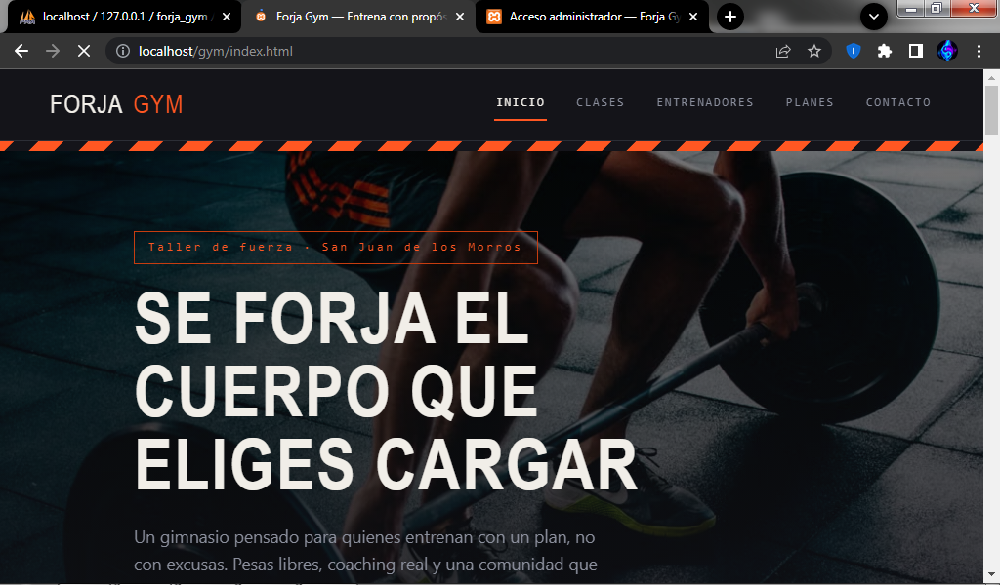 localhost / 127.0.0.1 / forja_gym
Forja Gym — Entrena con propós
Acceso administrador — Forja Gy
localhost/gym/index.html
FORJA GYM
INICIO
CLASES
ENTRENADORES
PLANES
CONTACTO
Taller de fuerza · San Juan de los Morros
SE FORJA EL
CUERPO QUE
ELIGES CARGAR
Un gimnasio pensado para quienes entrenan con un plan, no
con excusas. Pesas libres, coaching real y una comunidad que